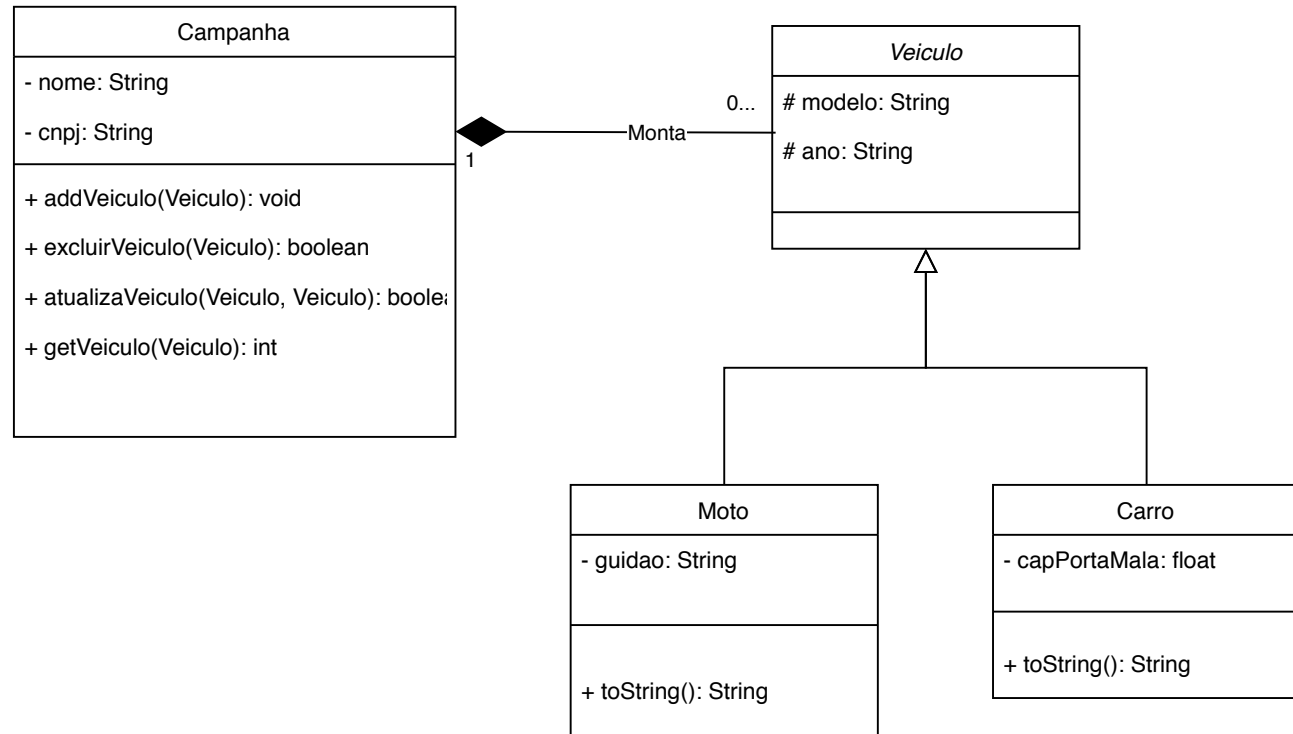 Campanha
- nome: String
- cnpj: String
+ addVeiculo(Veiculo): void
+ excluirVeiculo(Veiculo): boolean
+ atualizaVeiculo(Veiculo, Veiculo): boolea
+ getVeiculo(Veiculo): int
1
Monta
0...
Veiculo
# modelo: String
# ano: String
Moto
- guidao: String
+ toString(): String
Carro
- capPortaMala: float
+ toString(): String